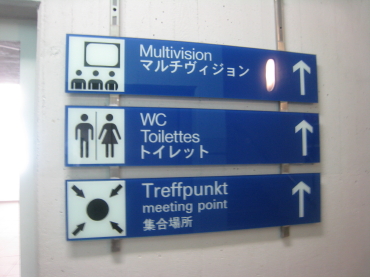 Multivision
マルチヴィジョン
WC
Toilettes
トイレット
Treffpunkt
meeting point
集合場所